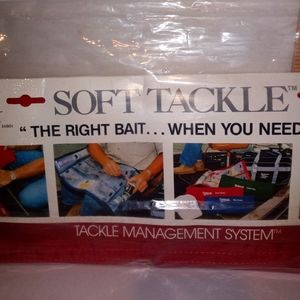 SOFT TACKLE™
" THE RIGHT BAIT... WHEN YOU NEED
TACKLE MANAGEMENT SYSTEM™